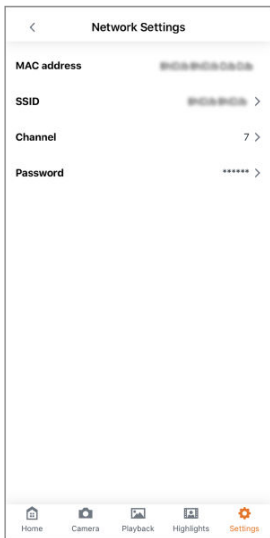 Network Settings
MAC address
SSID
Channel 7
Password ******
Home Camera Playback Highlights Settings